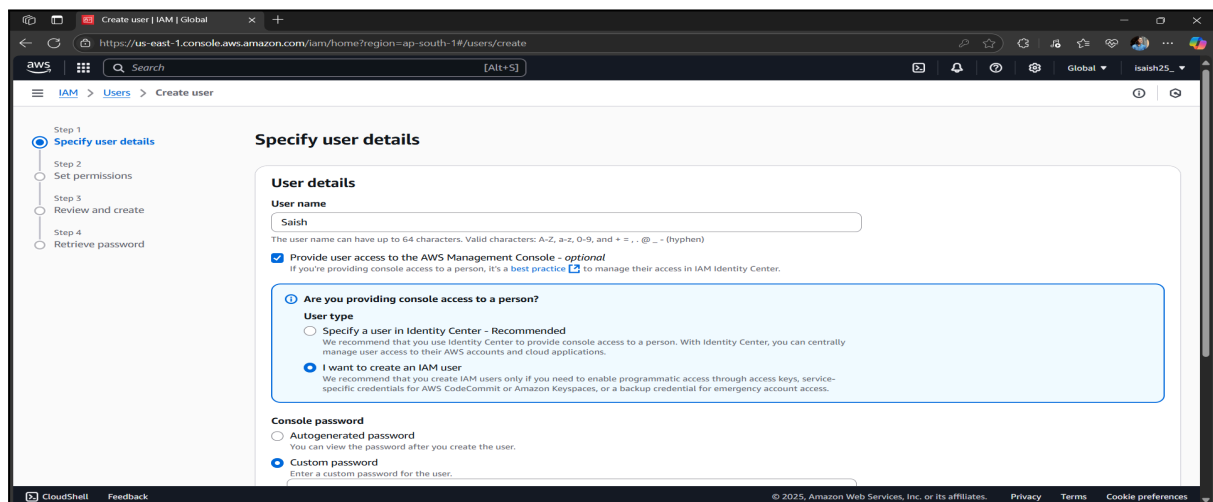 Create user | IAM | Global
https://us-east-1.console.aws.amazon.com/iam/home?region=ap-south-1#/users/create
aws
Search
[Alt+S]
Global
isaish25_
IAM > Users > Create user
Step 1
Specify user details
Step 2
Set permissions
Step 3
Review and create
Step 4
Retrieve password
Specify user details
User details
User name
Saish
The user name can have up to 64 characters. Valid characters: A-Z, a-z, 0-9, and + = , . @ _ - (hyphen)
Provide user access to the AWS Management Console - optional
If you're providing console access to a person, it's a best practice to manage their access in IAM Identity Center.
Are you providing console access to a person?
User type
Specify a user in Identity Center - Recommended
We recommend that you use Identity Center to provide console access to a person. With Identity Center, you can centrally
manage user access to their AWS accounts and cloud applications.
I want to create an IAM user
We recommend that you create IAM users only if you need to enable programmatic access through access keys, service-
specific credentials for AWS CodeCommit or Amazon Keyspaces, or a backup credential for emergency account access.
Console password
Autogenerated password
You can view the password after you create the user.
Custom password
Enter a custom password for the user.
CloudShell Feedback
© 2025, Amazon Web Services, Inc. or its affiliates. Privacy Terms Cookie preferences